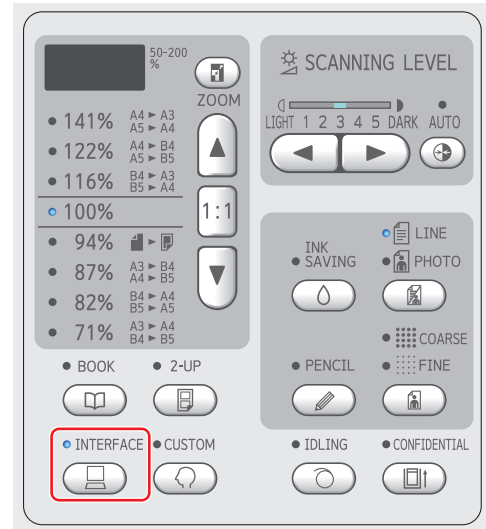 50-200
%
ZOOM
141% A4 ► A3
A5 ► A4
122% A4 ► B4
A5 ► B5
116% B4 ► A3
B5 ► A4
100%
1:1
94% ►
87% A3 ► B4
A4 ► B5
82% B4 ► A4
B5 ► A5
71% A3 ► A4
B4 ► B5
BOOK
2-UP
INTERFACE
CUSTOM
SCANNING LEVEL
LIGHT 1 2 3 4 5 DARK AUTO
INK
SAVING
LINE
PHOTO
COARSE
PENCIL
FINE
IDLING
CONFIDENTIAL